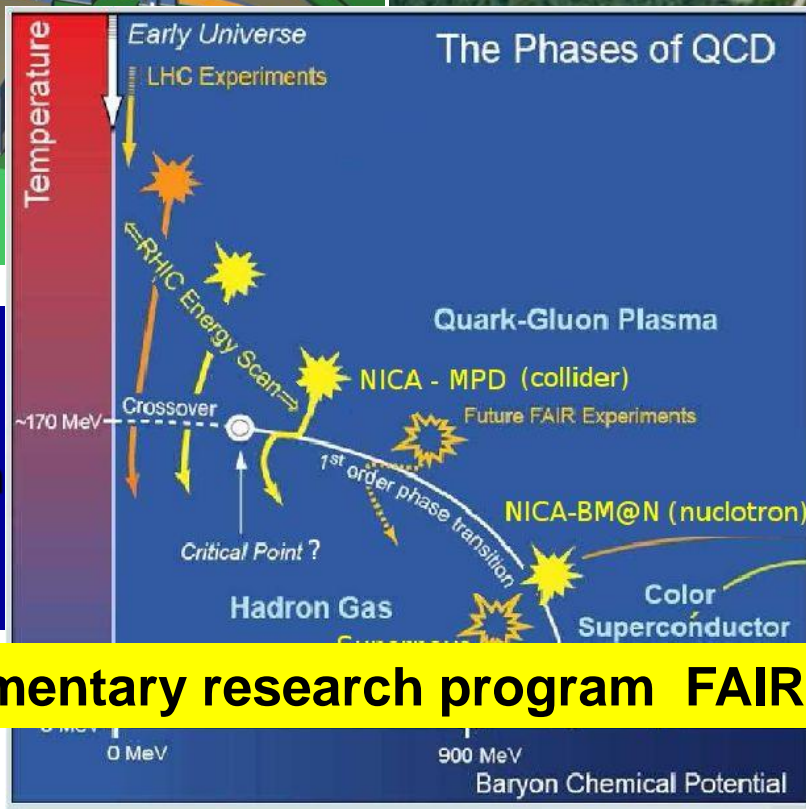 The Phases of QCD
Temperature
Early Universe
LHC Experiments
<=RHIC Energy Scan=>
Quark-Gluon Plasma
NICA - MPD (collider)
Future FAIR Experiments
~170 MeV
Crossover
1st order phase transition
NICA-BM@N (nuclotron)
Critical Point ?
Hadron Gas
Color
Superconductor
mentary research program FAIR
0 MeV
900 MeV
Baryon Chemical Potential